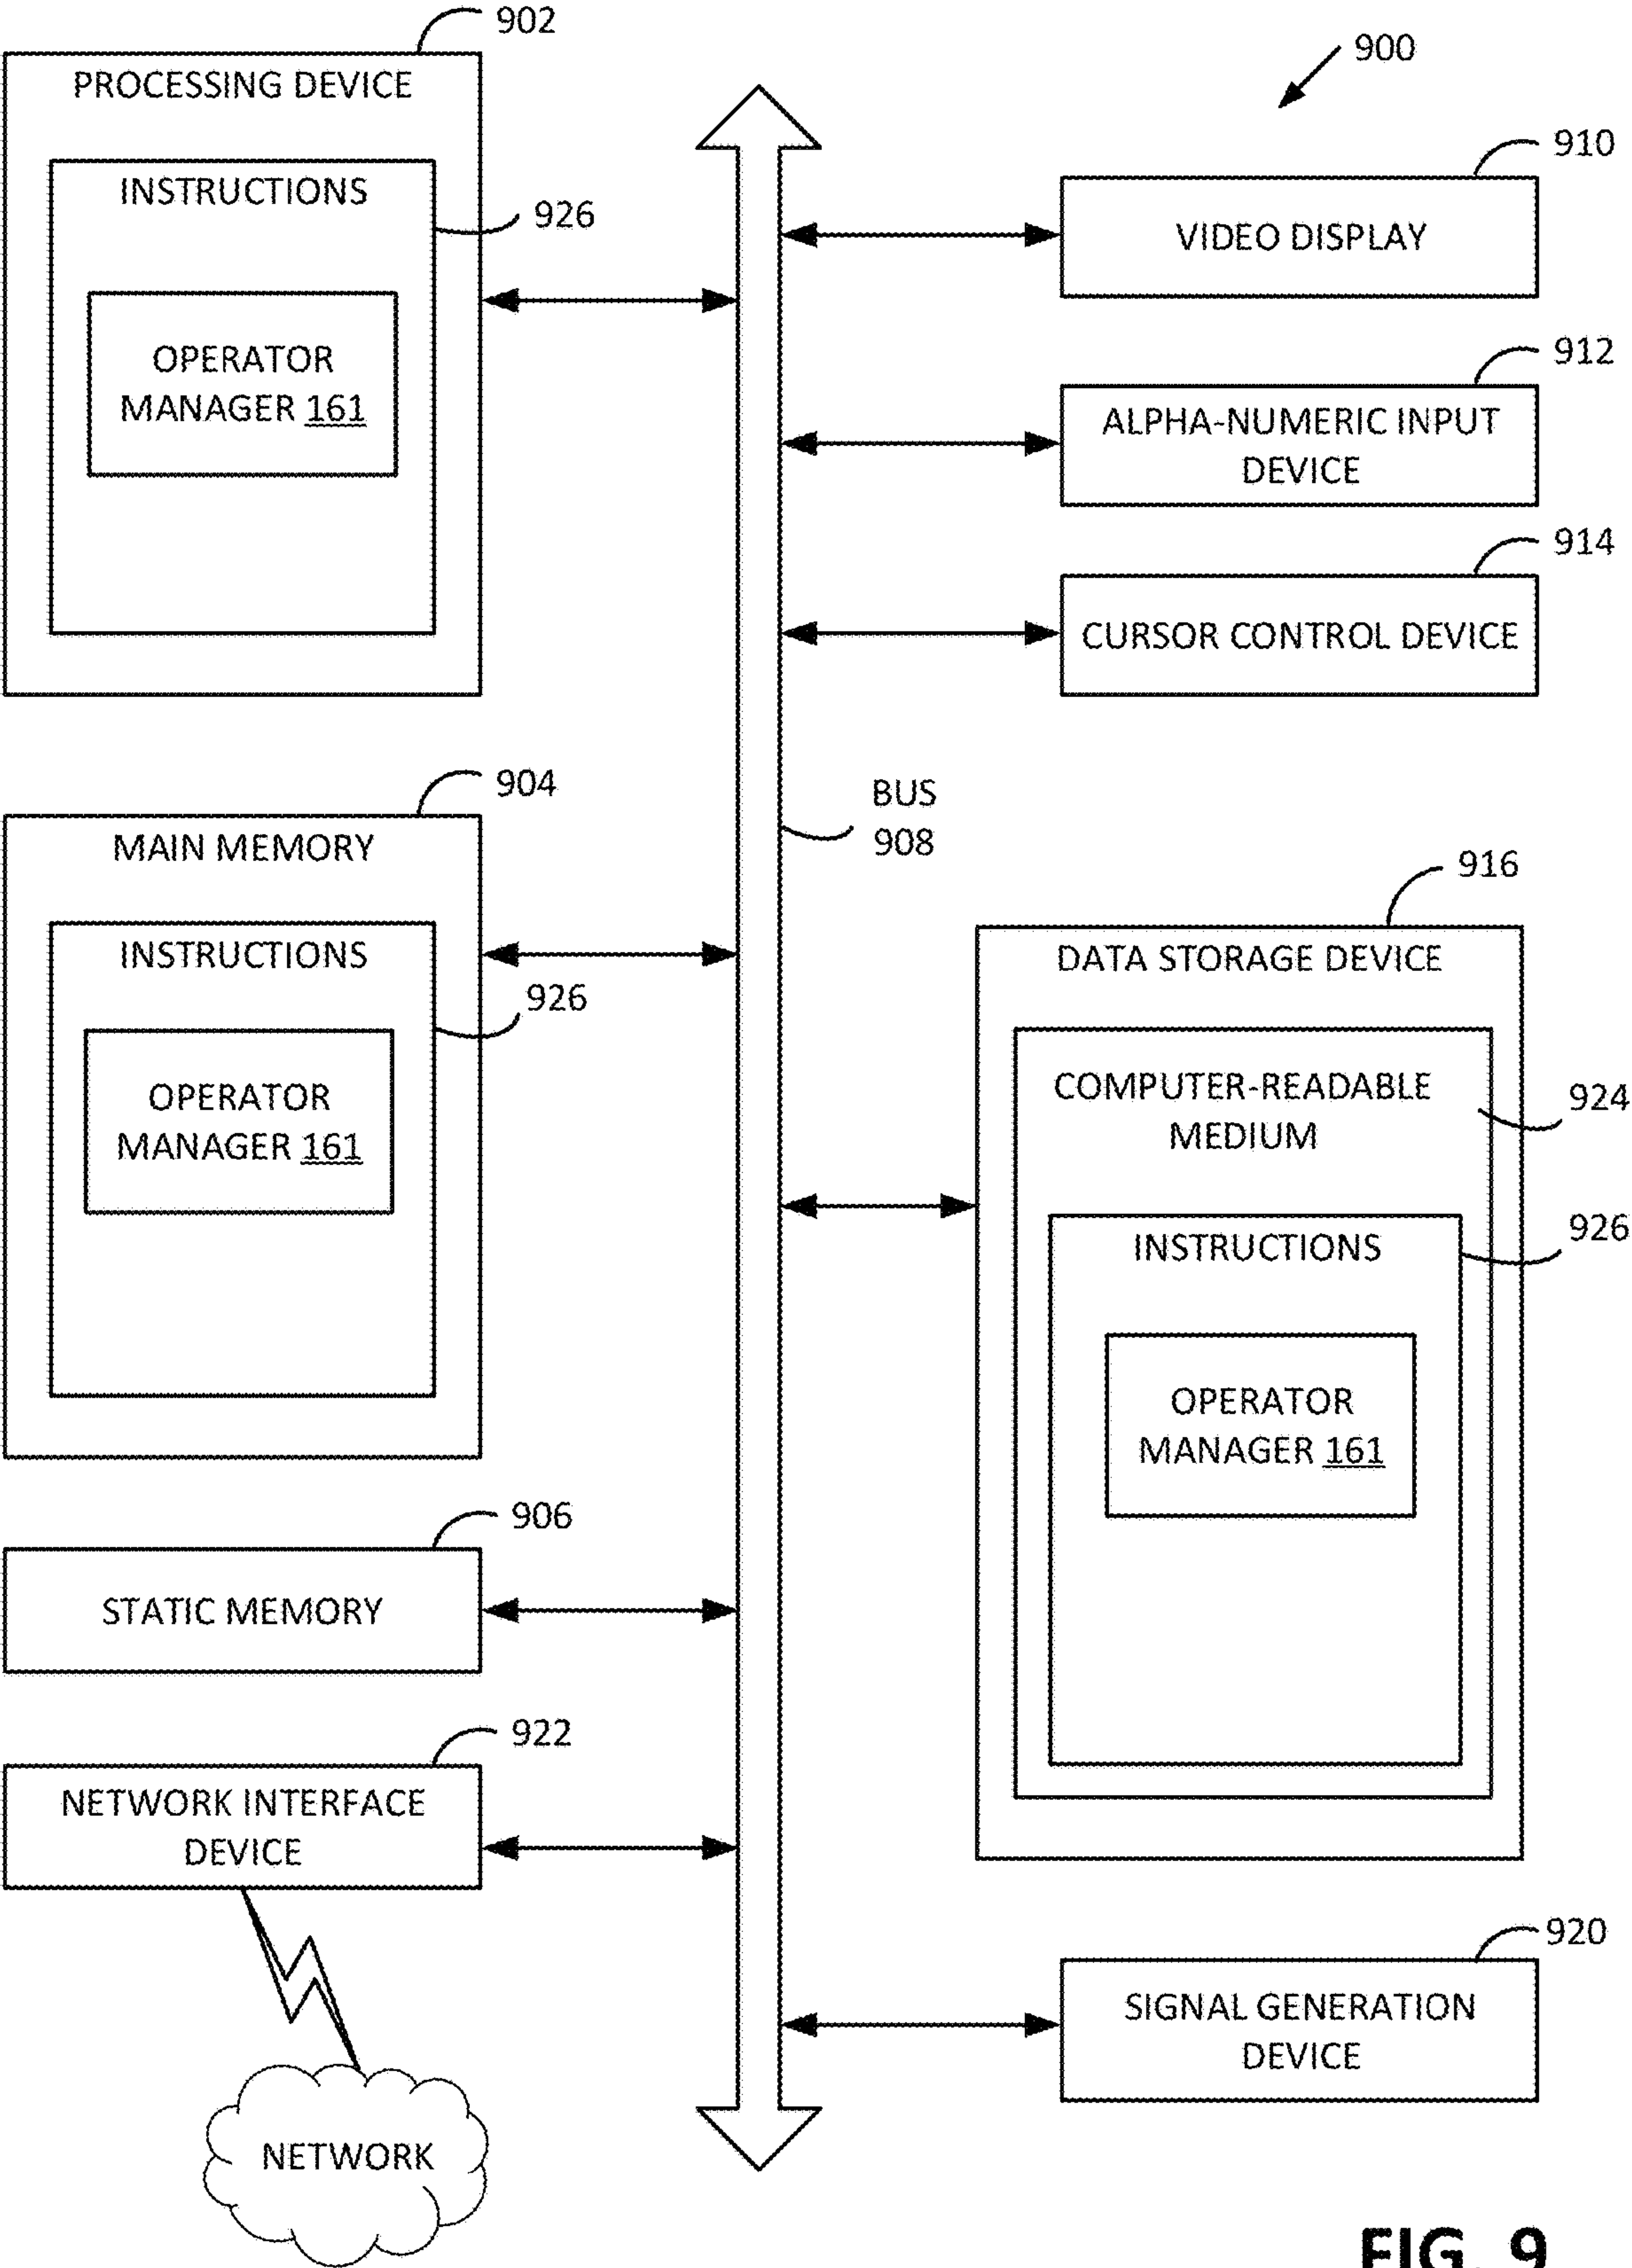 902
PROCESSING DEVICE
INSTRUCTIONS
926
OPERATOR
MANAGER 161
904
MAIN MEMORY
INSTRUCTIONS
926
OPERATOR
MANAGER 161
906
STATIC MEMORY
922
NETWORK INTERFACE
DEVICE
NETWORK
BUS
908
900
910
VIDEO DISPLAY
912
ALPHA-NUMERIC INPUT
DEVICE
914
CURSOR CONTROL DEVICE
916
DATA STORAGE DEVICE
COMPUTER-READABLE
MEDIUM
924
926
INSTRUCTIONS
OPERATOR
MANAGER 161
920
SIGNAL GENERATION
DEVICE
FIG. 9